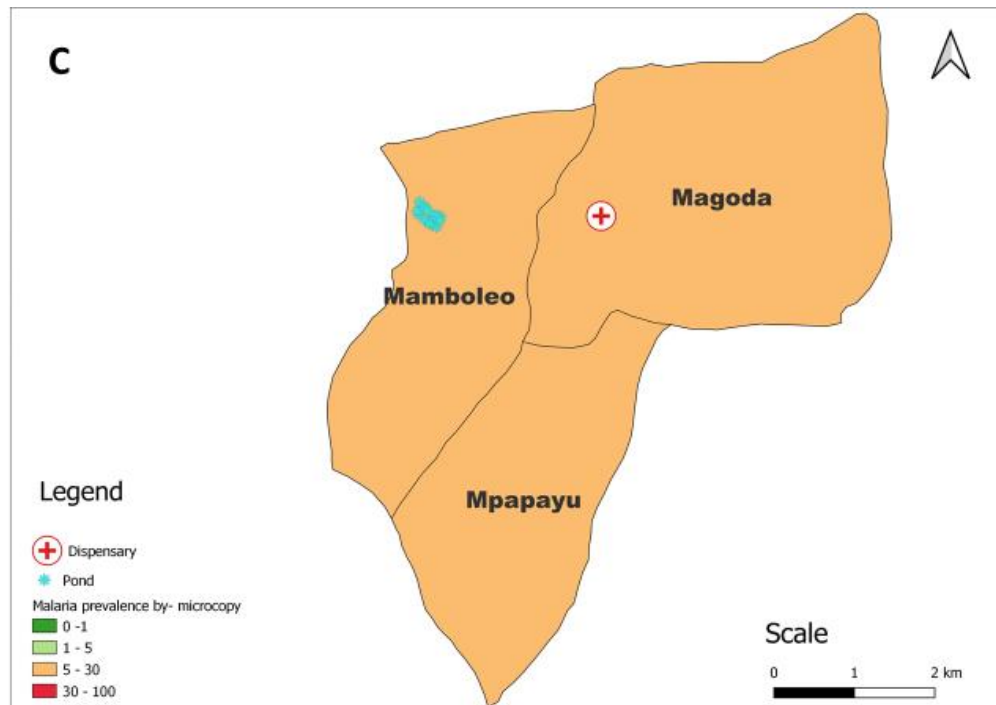 C
Magoda
Mamboleo
Mpapayu
Legend
Dispensary
Pond
Malaria prevalence by- microcopy
0 -1
1 - 5
5 - 30
30 - 100
Scale
0 1 2 km